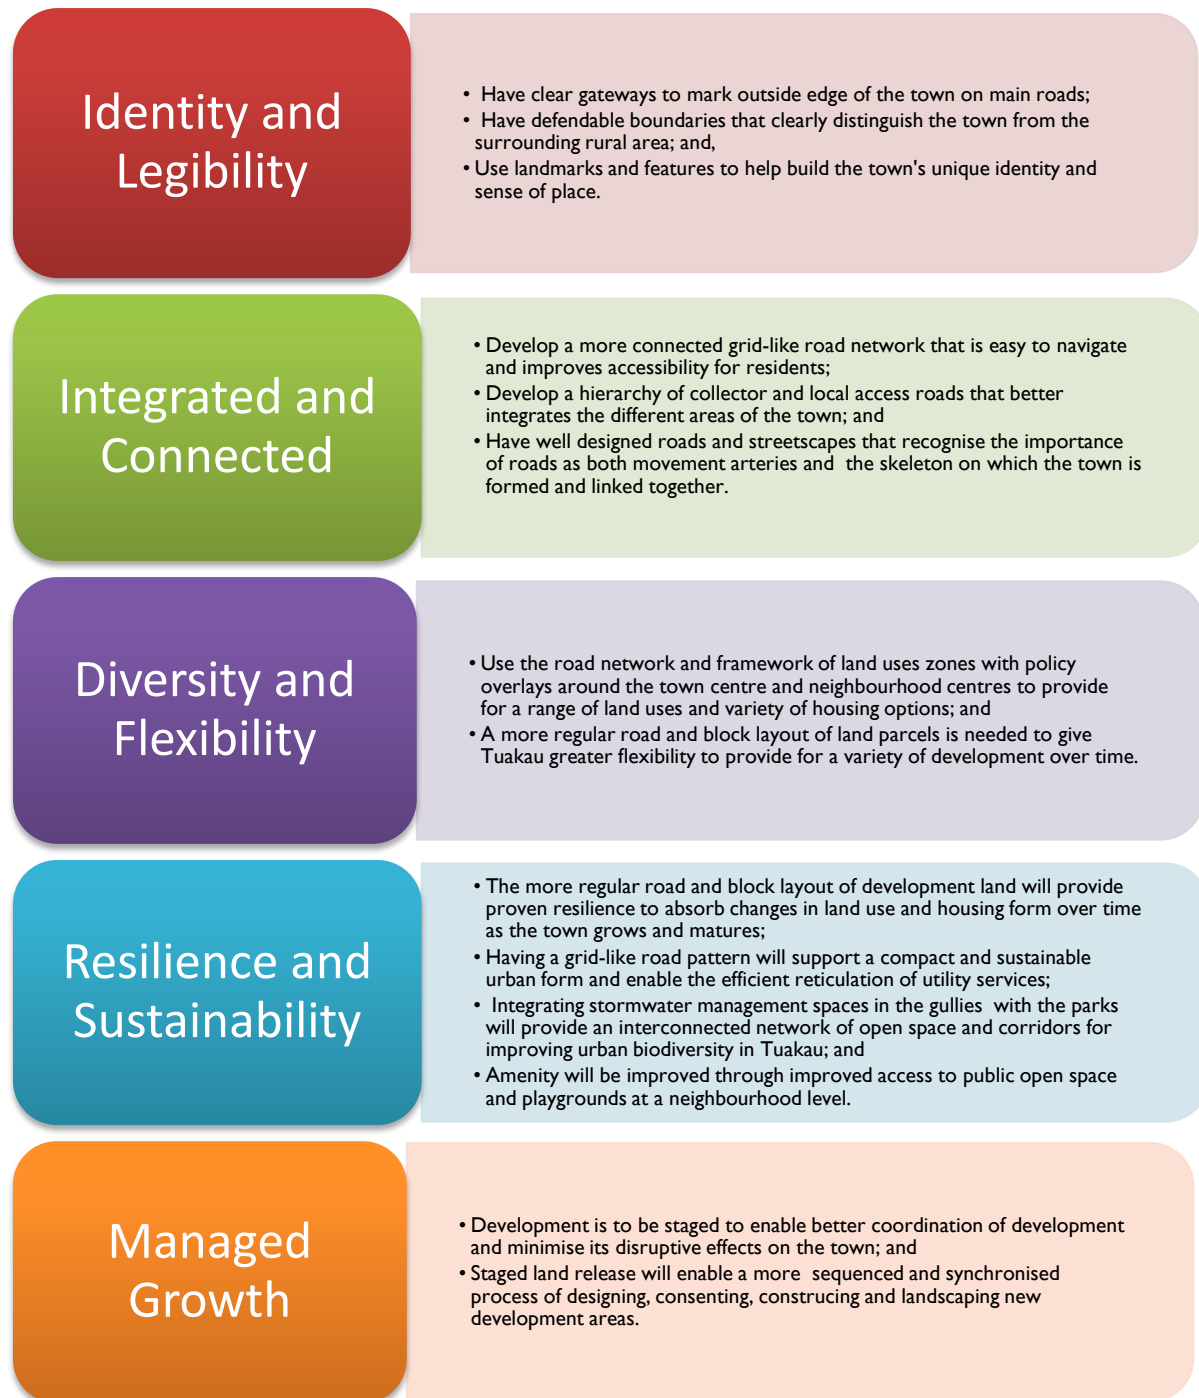 Identity and
Legibility
• Have clear gateways to mark outside edge of the town on main roads;
• Have defendable boundaries that clearly distinguish the town from the
surrounding rural area; and,
• Use landmarks and features to help build the town's unique identity and
sense of place.
Integrated and
Connected
• Develop a more connected grid-like road network that is easy to navigate
and improves accessibility for residents;
• Develop a hierarchy of collector and local access roads that better
integrates the different areas of the town; and
• Have well designed roads and streetscapes that recognise the importance
of roads as both movement arteries and the skeleton on which the town is
formed and linked together.
Diversity and
Flexibility
• Use the road network and framework of land uses zones with policy
overlays around the town centre and neighbourhood centres to provide
for a range of land uses and variety of housing options; and
• A more regular road and block layout of land parcels is needed to give
Tuakau greater flexibility to provide for a variety of development over time.
Resilience and
Sustainability
• The more regular road and block layout of development land will provide
proven resilience to absorb changes in land use and housing form over time
as the town grows and matures;
• Having a grid-like road pattern will support a compact and sustainable
urban form and enable the efficient reticulation of utility services;
• Integrating stormwater management spaces in the gullies with the parks
will provide an interconnected network of open space and corridors for
improving urban biodiversity in Tuakau; and
• Amenity will be improved through improved access to public open space
and playgrounds at a neighbourhood level.
Managed
Growth
• Development is to be staged to enable better coordination of development
and minimise its disruptive effects on the town; and
• Staged land release will enable a more sequenced and synchronised
process of designing, consenting, construcing and landscaping new
development areas.